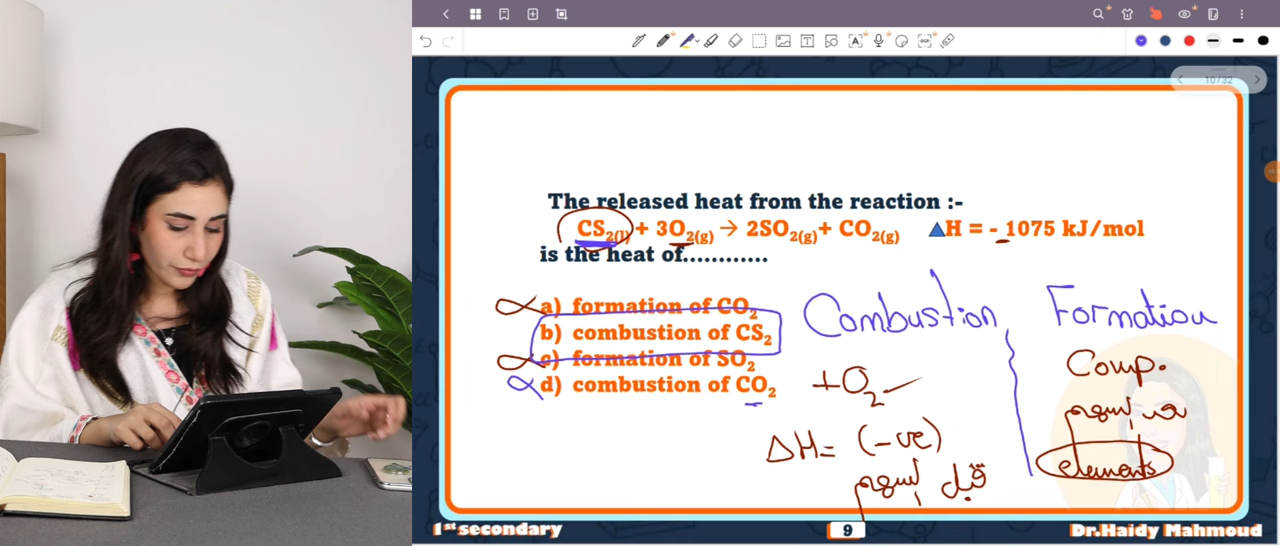 10/32
The released heat from the reaction :-
CS₂(l) + 3O₂(g) → 2SO₂(g) + CO₂(g) ▲H = - 1075 kJ/mol
is the heat of............
a) formation of CO₂
b) combustion of CS₂
c) formation of SO₂
d) combustion of CO₂
Combustion
+O₂
ΔH= (-ve)
قبل السهم
Formation
Comp.
بعد السهم
elements
1st secondary
9
Dr.Haidy Mahmoud